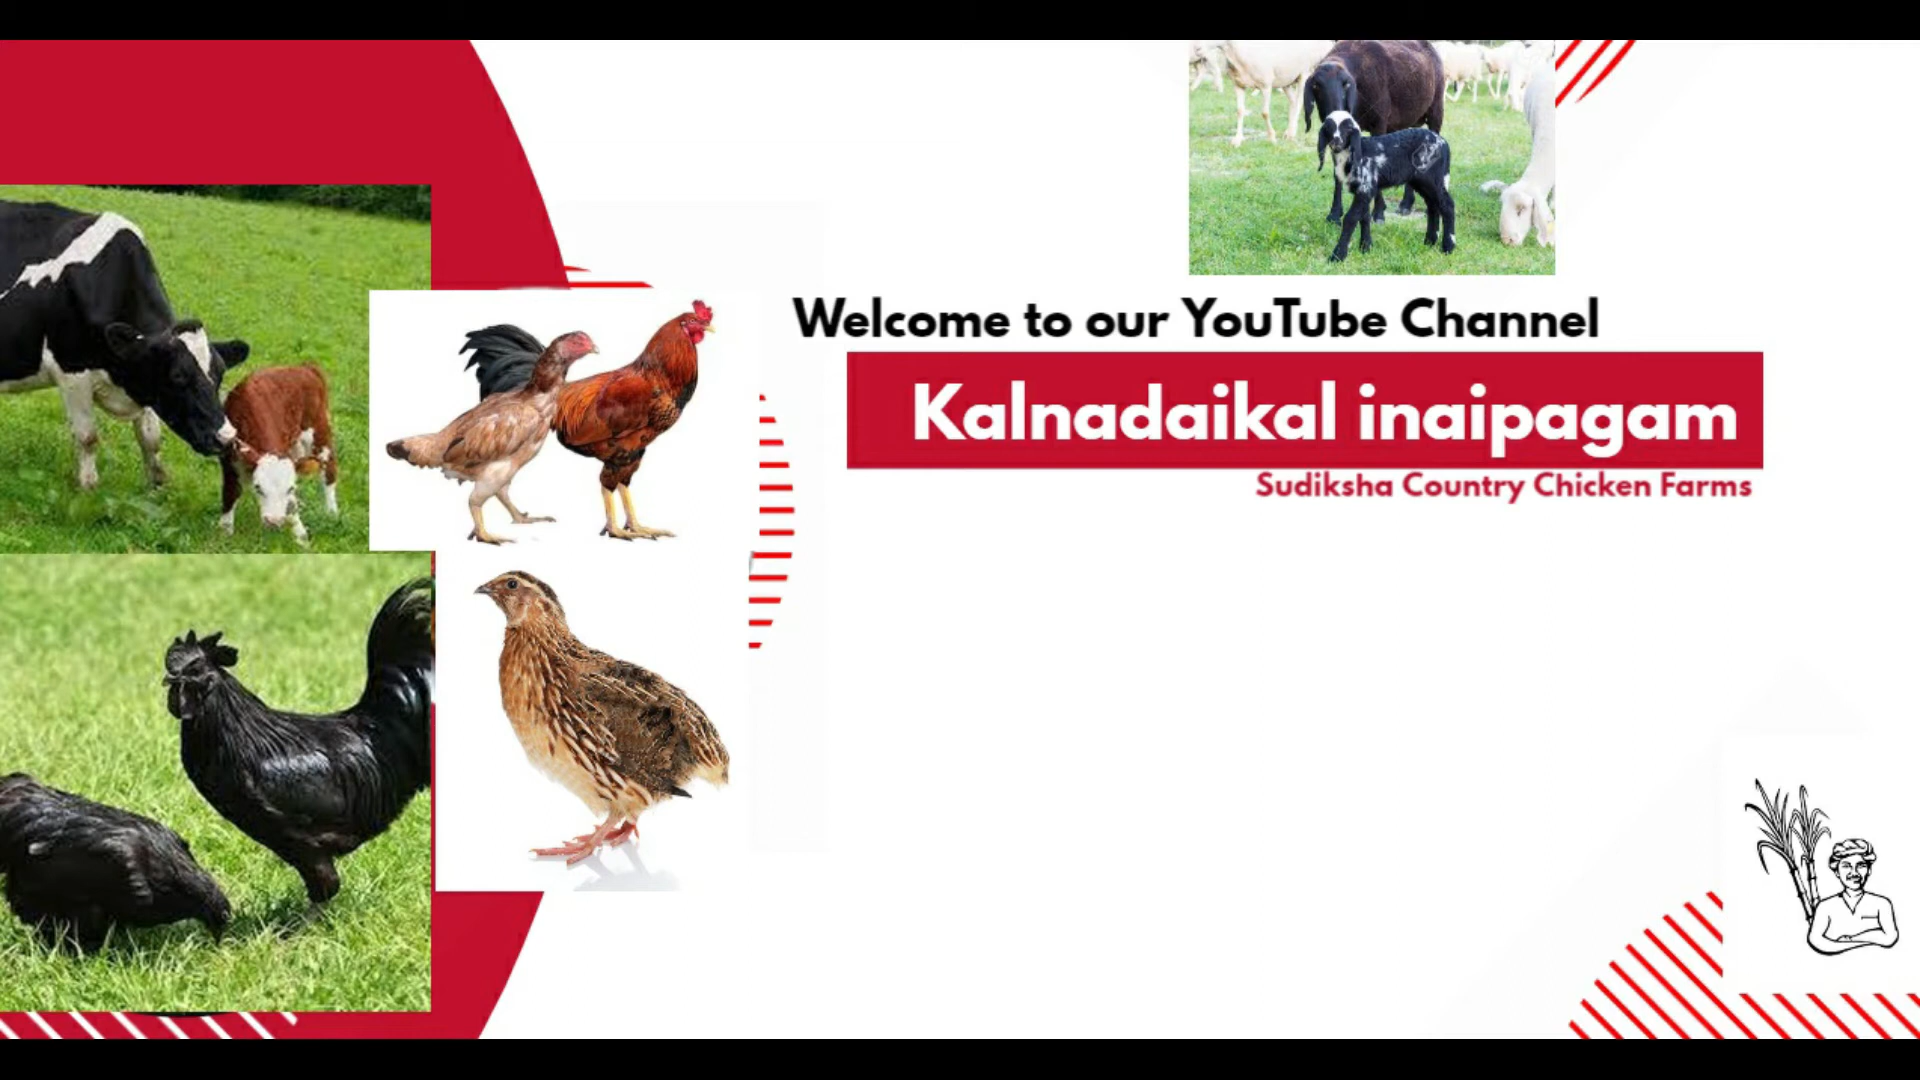 Welcome to our YouTube Channel
Kalnadaikal inaipagam
Sudiksha Country Chicken Farms